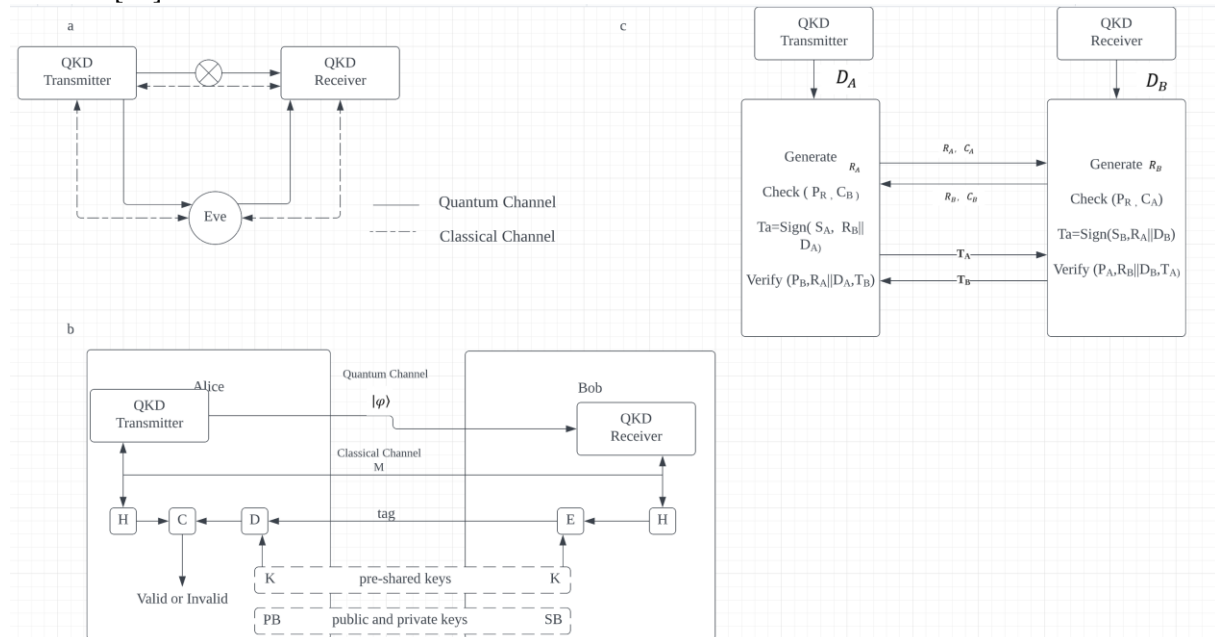 a
QKD
Transmitter
QKD
Receiver
Eve
Quantum Channel
Classical Channel
c
QKD
Transmitter
QKD
Receiver
D_A
D_B
Generate R_A
Check ( P_R , C_B )
Ta=Sign( S_A, R_B||
D_A)
Verify (P_B,R_A||D_A,T_B)
R_A, C_A
R_B, C_B
T_A
T_B
Generate R_B
Check (P_R , C_A)
Ta=Sign(S_B,R_A||D_B)
Verify (P_A,R_B||D_B,T_A)
b
Alice
QKD
Transmitter
Quantum Channel
|φ⟩
Bob
QKD
Receiver
Classical Channel
M
H
C
D
tag
E
H
K pre-shared keys K
Valid or Invalid
PB public and private keys SB